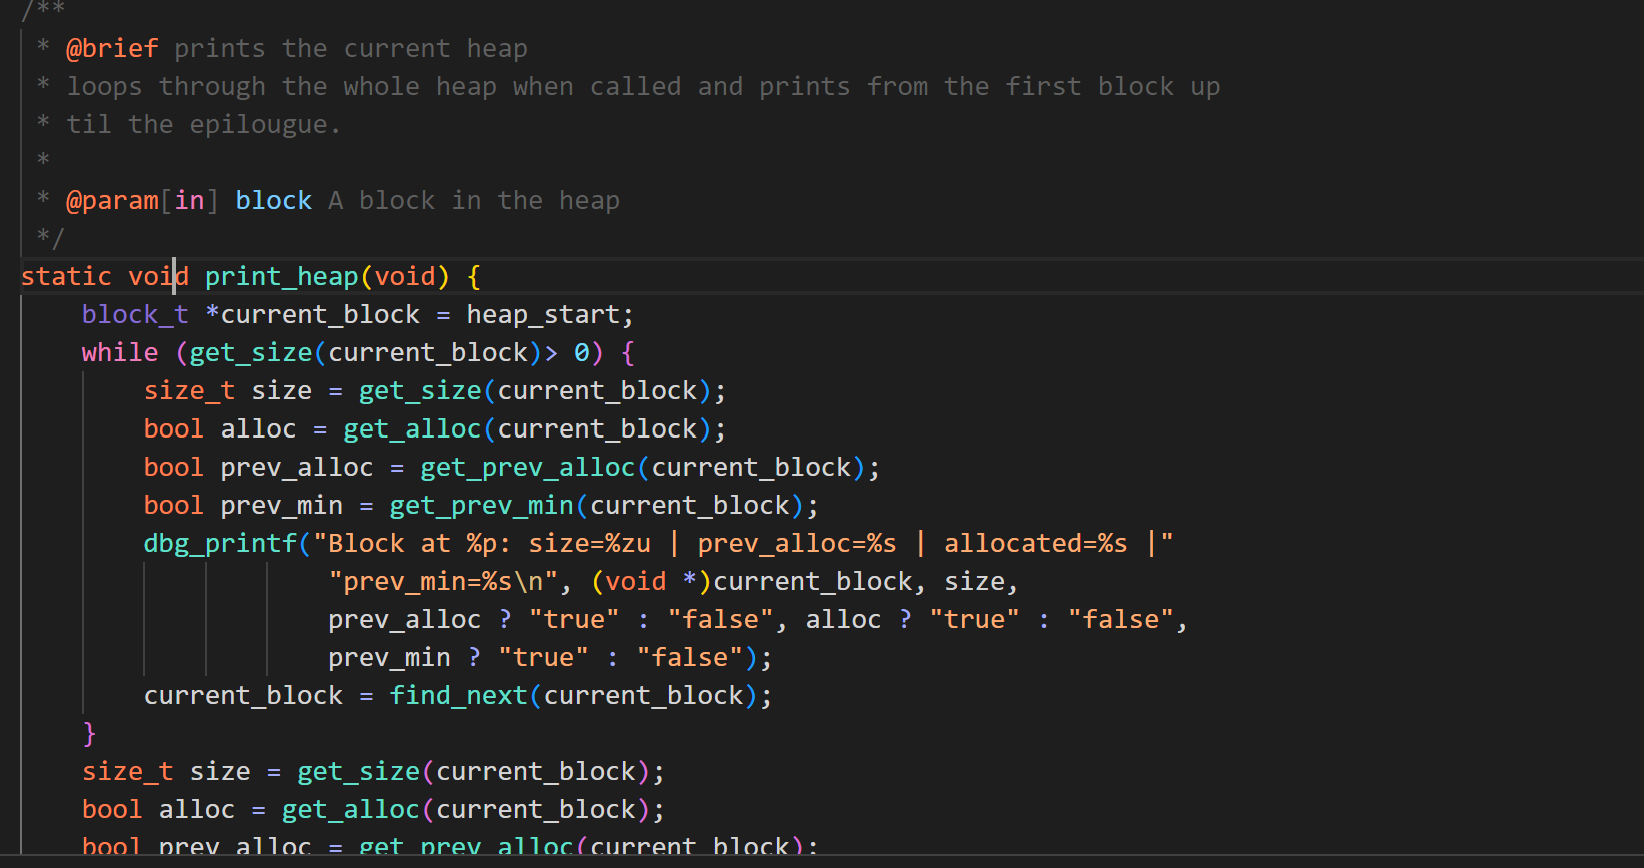 /**
 * @brief prints the current heap
 * loops through the whole heap when called and prints from the first block up
 * til the epilougue.
 *
 * @param[in] block A block in the heap
 */
static void print_heap(void) {
    block_t *current_block = heap_start;
    while (get_size(current_block)> 0) {
        size_t size = get_size(current_block);
        bool alloc = get_alloc(current_block);
        bool prev_alloc = get_prev_alloc(current_block);
        bool prev_min = get_prev_min(current_block);
        dbg_printf("Block at %p: size=%zu | prev_alloc=%s | allocated=%s |"
                    "prev_min=%s\n", (void *)current_block, size,
                    prev_alloc ? "true" : "false", alloc ? "true" : "false",
                    prev_min ? "true" : "false");
        current_block = find_next(current_block);
    }
    size_t size = get_size(current_block);
    bool alloc = get_alloc(current_block);
    bool prev_alloc = get_prev_alloc(current_block);